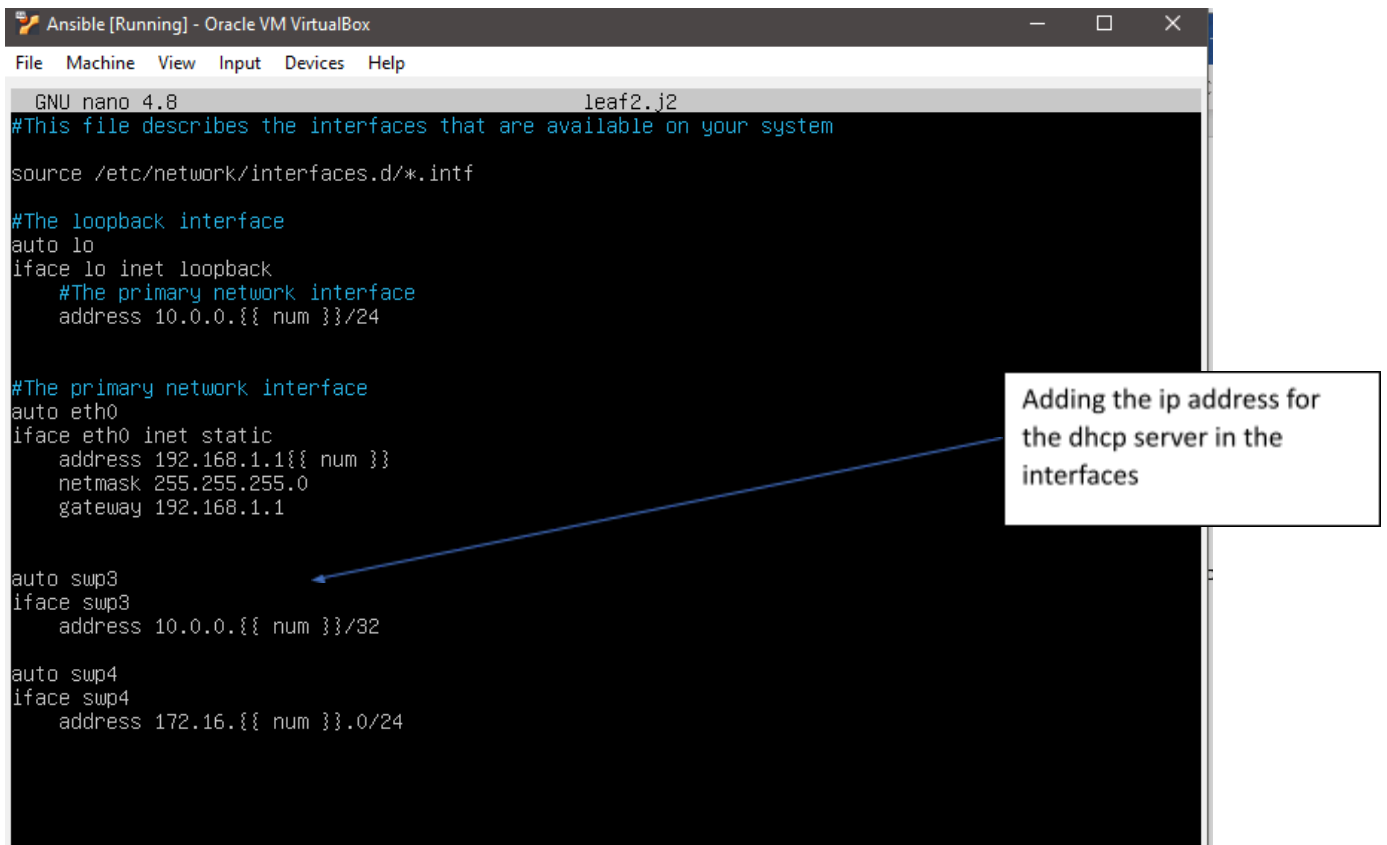 Ansible [Running] - Oracle VM VirtualBox
File Machine View Input Devices Help
GNU nano 4.8 leaf2.j2
#This file describes the interfaces that are available on your system
source /etc/network/interfaces.d/*.intf
#The loopback interface
auto lo
iface lo inet loopback
    #The primary network interface
    address 10.0.0.{{ num }}/24
#The primary network interface
auto eth0
iface eth0 inet static
    address 192.168.1.1{{ num }}
    netmask 255.255.255.0
    gateway 192.168.1.1
auto swp3
iface swp3
    address 10.0.0.{{ num }}/32
auto swp4
iface swp4
    address 172.16.{{ num }}.0/24
Adding the ip address for
the dhcp server in the
interfaces